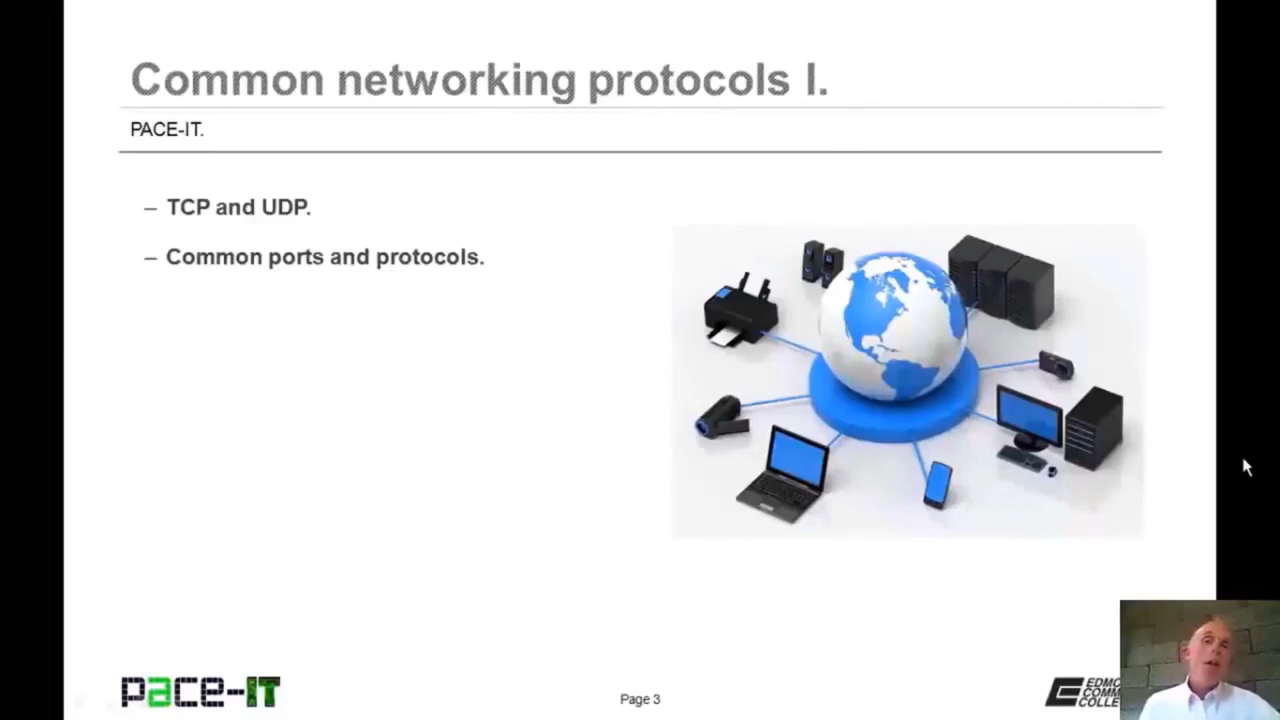 Common networking protocols I.
PACE-IT.
– TCP and UDP.
– Common ports and protocols.
pace-IT
Page 3